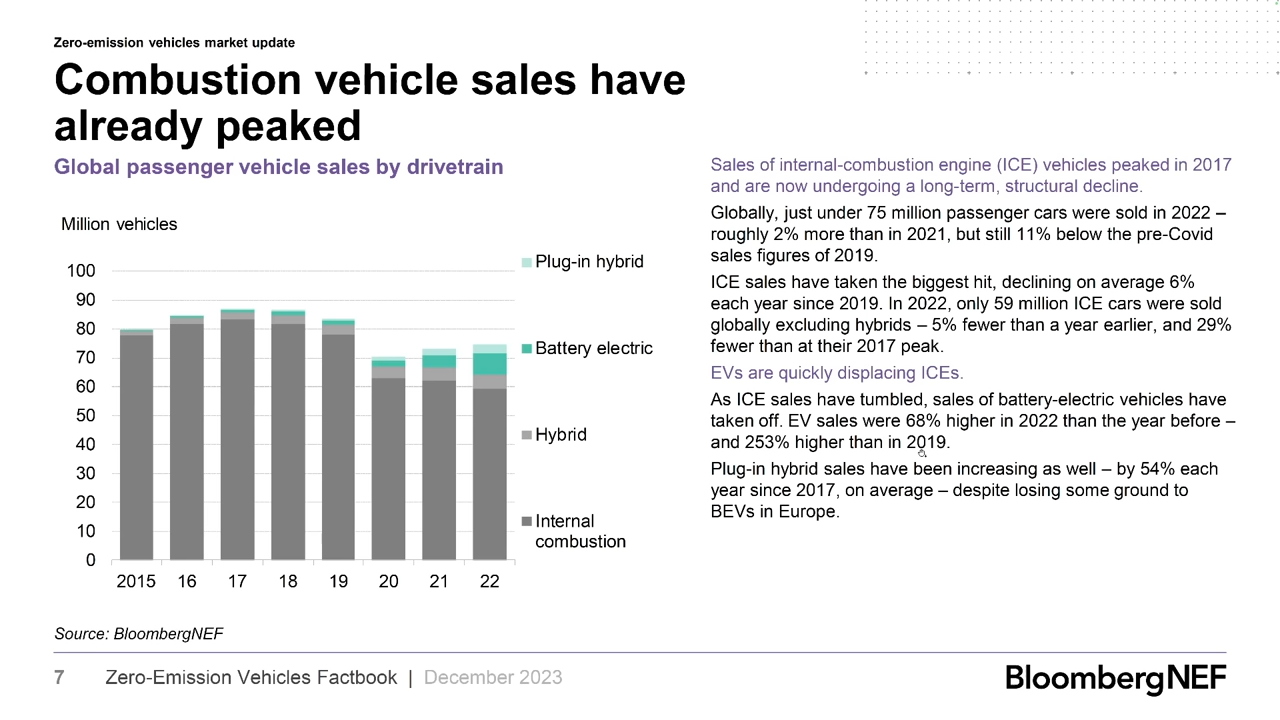 Zero-emission vehicles market update
Combustion vehicle sales have
already peaked
Global passenger vehicle sales by drivetrain
Million vehicles
100
90
80
70
60
50
40
30
20
10
0
2015 16 17 18 19 20 21 22
Plug-in hybrid
Battery electric
Hybrid
Internal
combustion
Source: BloombergNEF
Sales of internal-combustion engine (ICE) vehicles peaked in 2017
and are now undergoing a long-term, structural decline.
Globally, just under 75 million passenger cars were sold in 2022 –
roughly 2% more than in 2021, but still 11% below the pre-Covid
sales figures of 2019.
ICE sales have taken the biggest hit, declining on average 6%
each year since 2019. In 2022, only 59 million ICE cars were sold
globally excluding hybrids – 5% fewer than a year earlier, and 29%
fewer than at their 2017 peak.
EVs are quickly displacing ICEs.
As ICE sales have tumbled, sales of battery-electric vehicles have
taken off. EV sales were 68% higher in 2022 than the year before –
and 253% higher than in 2019.
Plug-in hybrid sales have been increasing as well – by 54% each
year since 2017, on average – despite losing some ground to
BEVs in Europe.
7 Zero-Emission Vehicles Factbook | December 2023
BloombergNEF